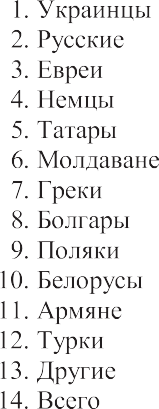 1. Украинцы
2. Русские
3. Евреи
4. Немцы
5. Татары
6. Молдаване
7. Греки
8. Болгары
9. Поляки
10. Белорусы
11. Армяне
12. Турки
13. Другие
14. Всего